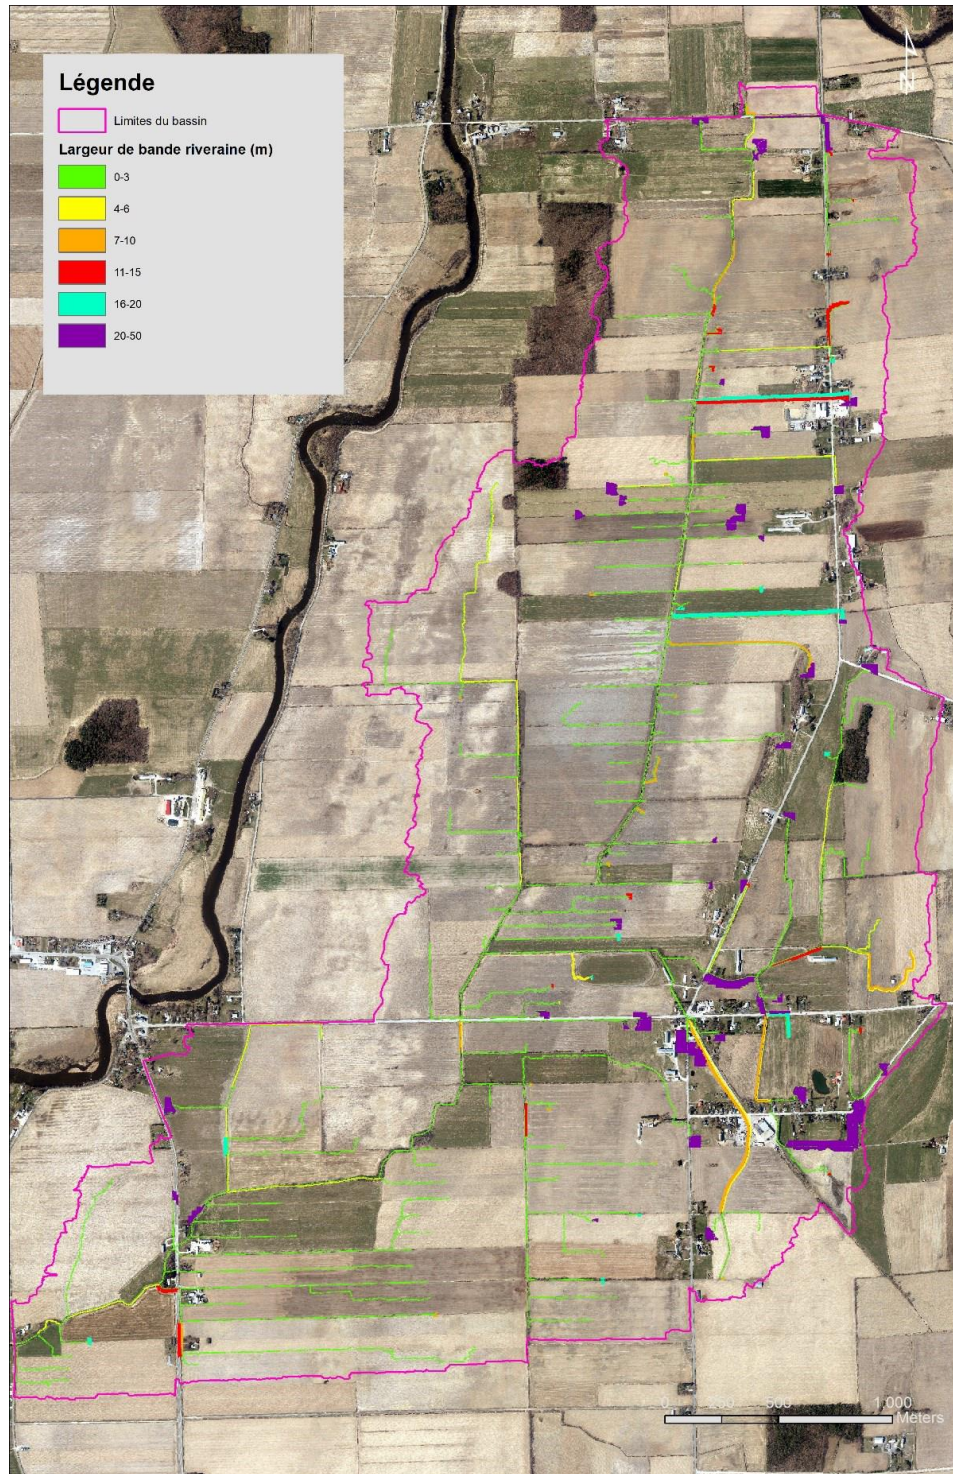 Légende
Limites du bassin
Largeur de bande riveraine (m)
0-3
4-6
7-10
11-15
16-20
20-50
N
0 250 500 1 000
Meters